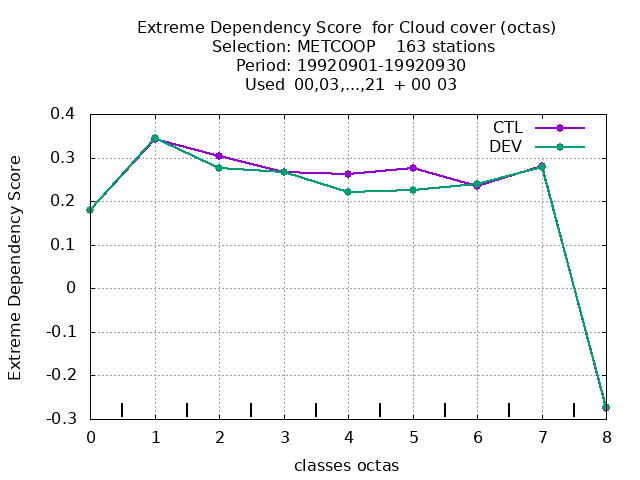 Extreme Dependency Score  for Cloud cover (octas)
Selection: METCOOP    163 stations
Period: 19920901-19920930
Used  00,03,...,21  + 00 03
CTL
DEV
Extreme Dependency Score
0.4
0.3
0.2
0.1
0
-0.1
-0.2
-0.3
0 1 2 3 4 5 6 7 8
classes octas